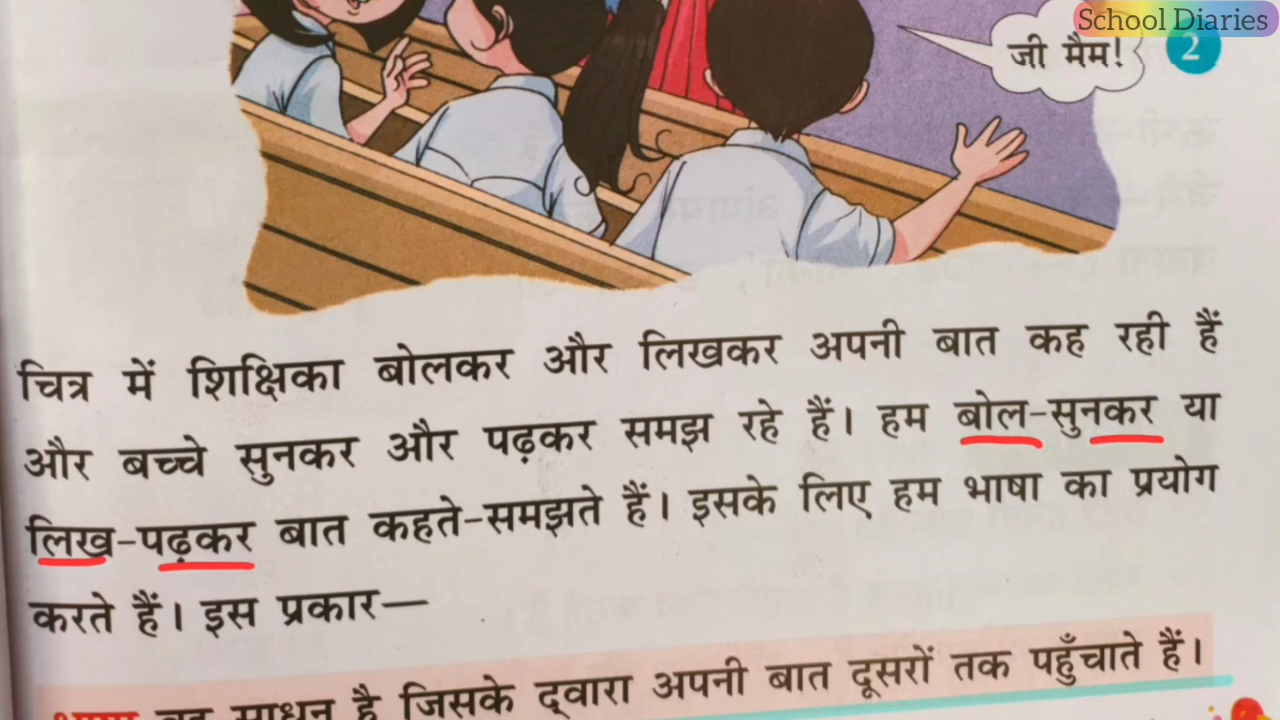 School Diaries
2
जी मैम!
चित्र में शिक्षिका बोलकर और लिखकर अपनी बात कह रही हैं
और बच्चे सुनकर और पढ़कर समझ रहे हैं। हम बोल-सुनकर या
लिख-पढ़कर बात कहते-समझते हैं। इसके लिए हम भाषा का प्रयोग
करते हैं। इस प्रकार—
भाषा वह साधन है जिसके द्वारा अपनी बात दूसरों तक पहुँचाते हैं।